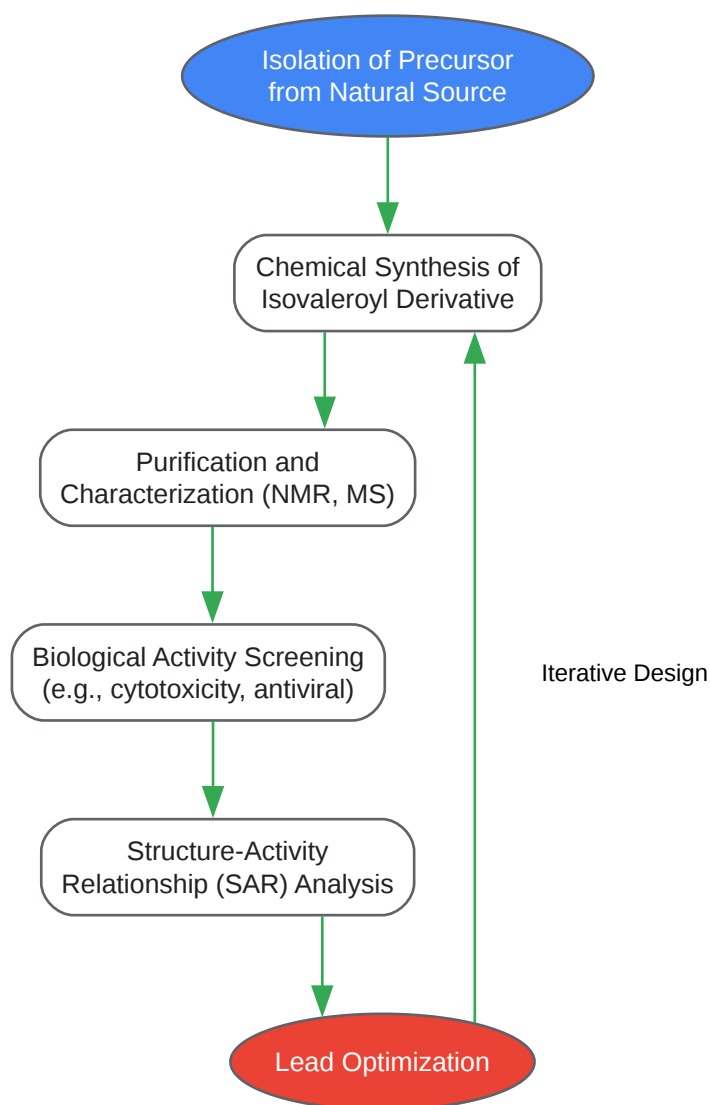 Isolation of Precursor
from Natural Source
Chemical Synthesis of
Isovaleroyl Derivative
Purification and
Characterization (NMR, MS)
Biological Activity Screening
(e.g., cytotoxicity, antiviral)
Iterative Design
Structure-Activity
Relationship (SAR) Analysis
Lead Optimization